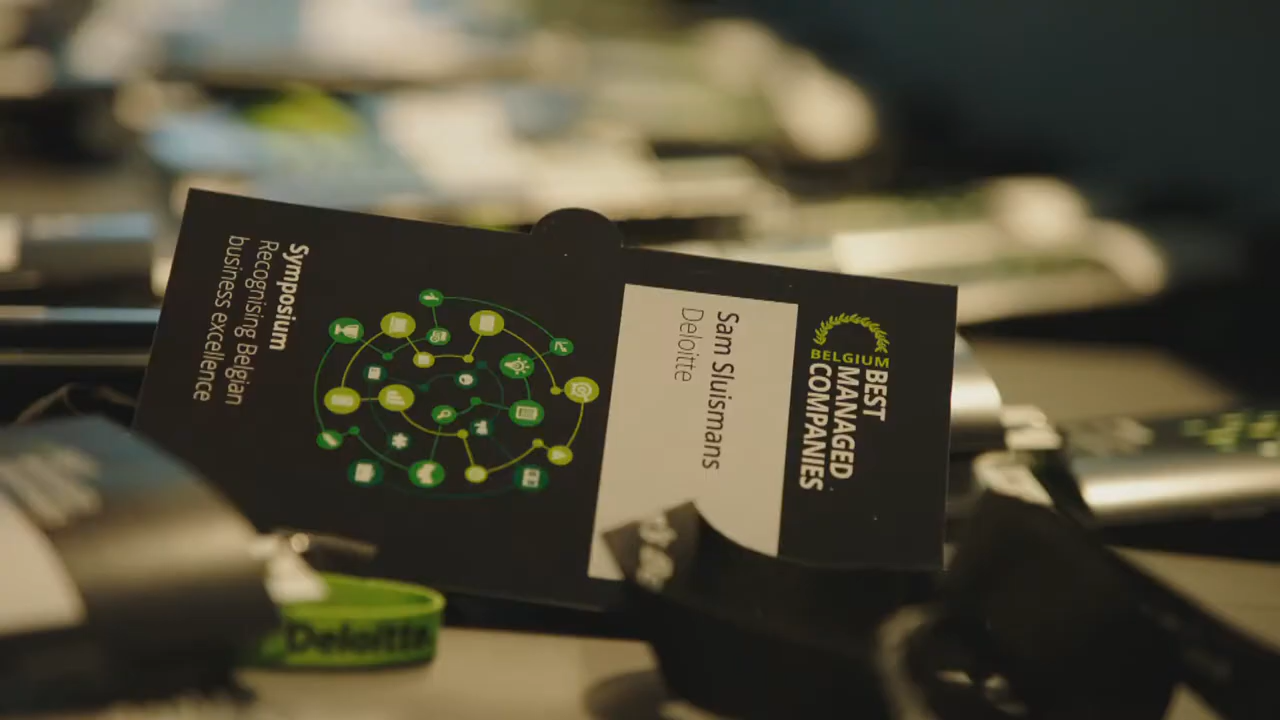 BELGIUM
BEST
MANAGED
COMPANIES
Sam Sluismans
Deloitte
Symposium
Recognising Belgian
business excellence
Deloitte